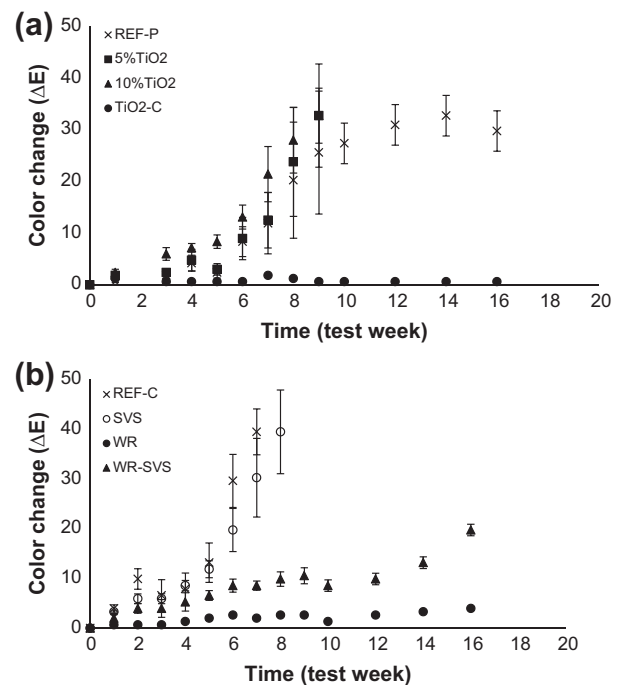 (a)
50
40
30
20
10
0
REF-P
5%TiO2
10%TiO2
TiO2-C
Color change (ΔE)
0 2 4 6 8 10 12 14 16 18 20
Time (test week)
(b)
50
40
30
20
10
0
REF-C
SVS
WR
WR-SVS
Color change (ΔE)
0 2 4 6 8 10 12 14 16 18 20
Time (test week)